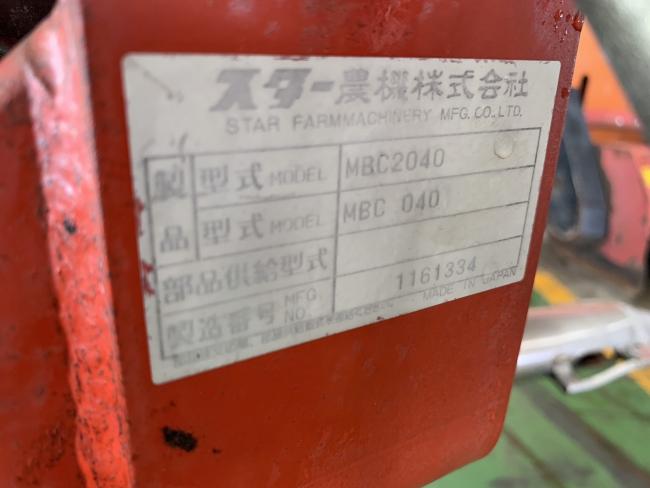 スター農機株式会社
STAR FARMMACHINERY MFG. CO., LTD.
製品 型式 MODEL MBC2040
型式 MODEL MBC 040
部品供給型式
製造番号 MFG. NO. 1161334
MADE IN JAPAN